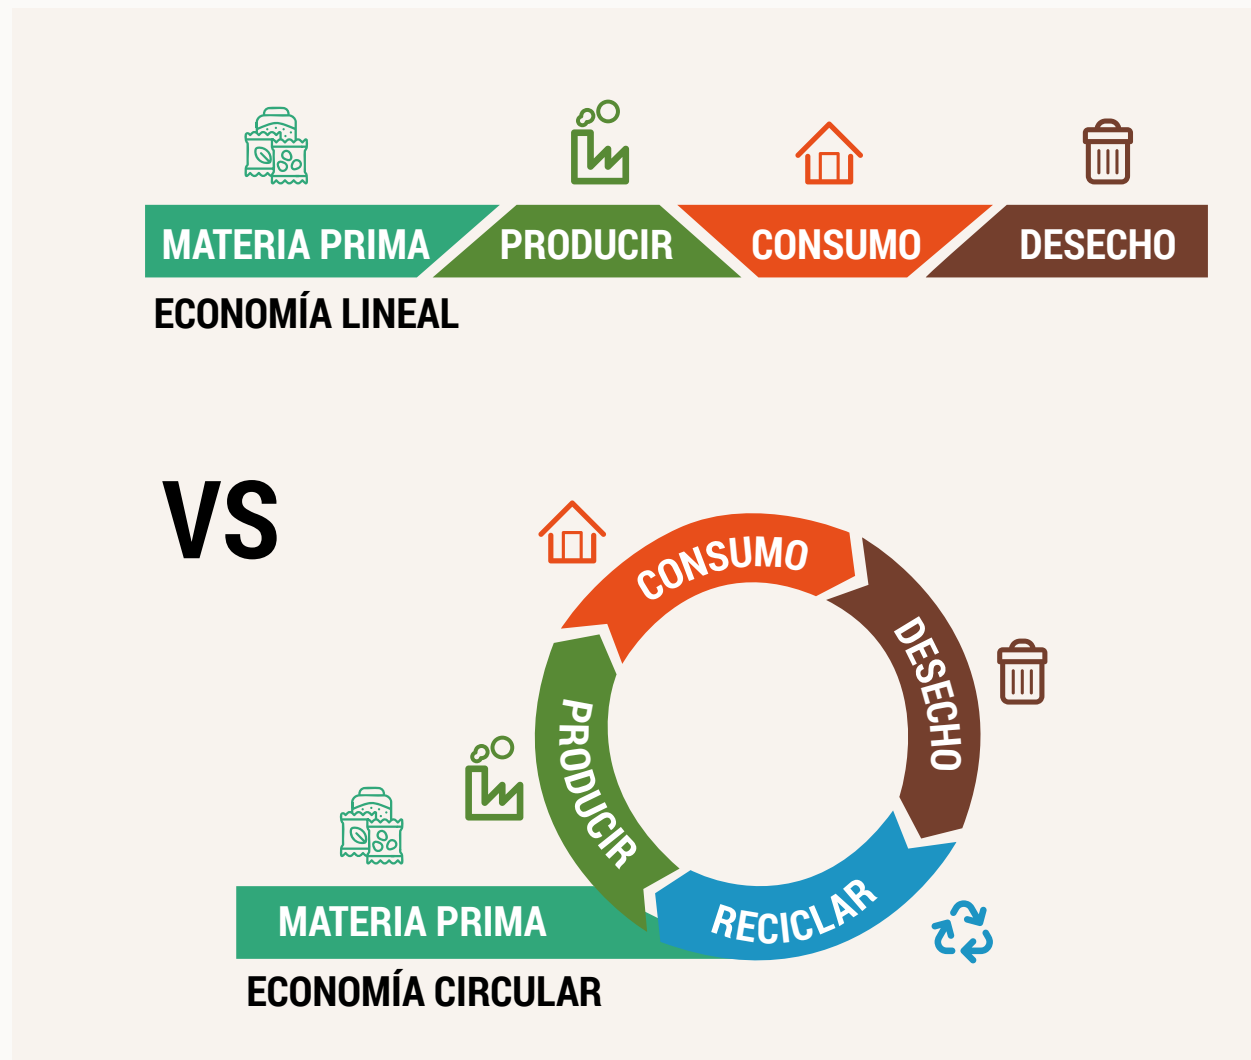 MATERIA PRIMA
PRODUCIR
CONSUMO
DESECHO
ECONOMÍA LINEAL
VS
CONSUMO
DESECHO
PRODUCIR
RECICLAR
MATERIA PRIMA
ECONOMÍA CIRCULAR